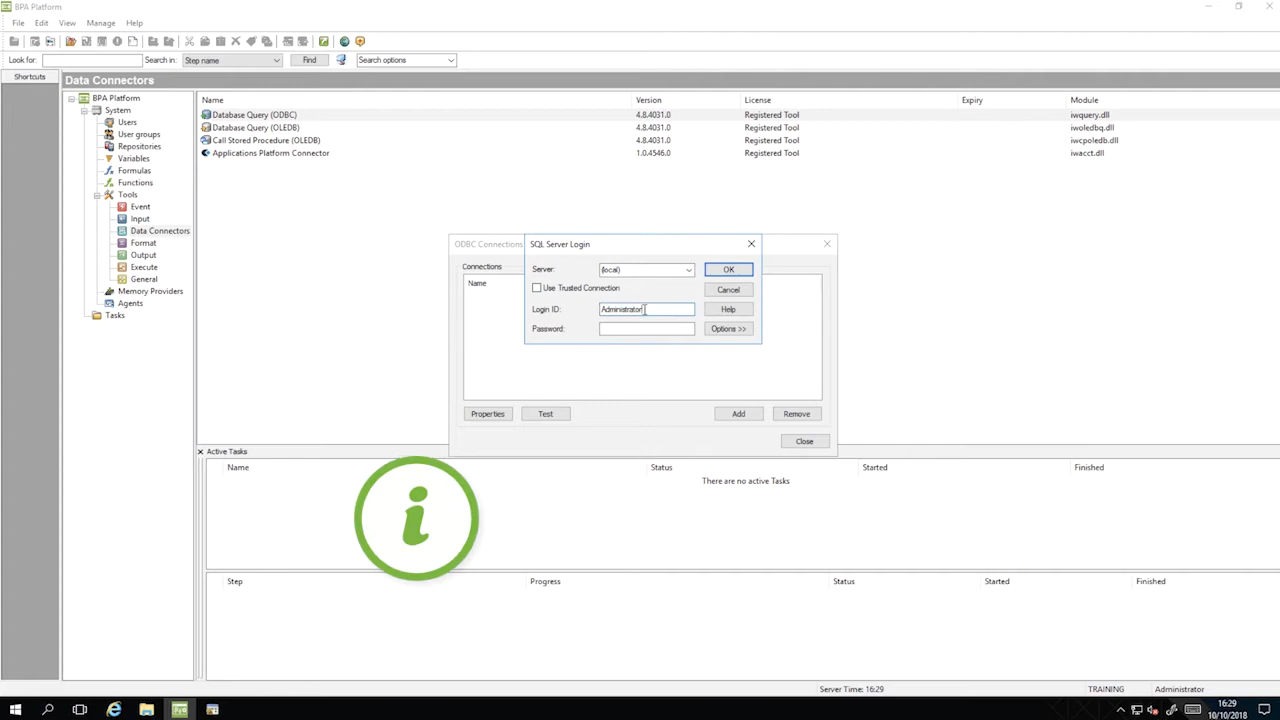 BPA Platform
File Edit View Manage Help
Look for: Search in: Step name Find Search options
Shortcuts
Data Connectors
BPA Platform
System
Users
User groups
Repositories
Variables
Formulas
Functions
Tools
Event
Input
Data Connectors
Format
Output
Execute
General
Memory Providers
Agents
Tasks
Name Version License Expiry Module
Database Query (ODBC) 4.8.4031.0 Registered Tool iwquery.dll
Database Query (OLEDB) 4.8.4031.0 Registered Tool iwoledbq.dll
Call Stored Procedure (OLEDB) 4.8.4031.0 Registered Tool iwcpoledb.dll
Applications Platform Connector 1.0.4546.0 Registered Tool iwacct.dll
ODBC Connections
Connections
Name
Properties Test Add Remove
Close
SQL Server Login
Server: (local) OK
Use Trusted Connection Cancel
Login ID: Administrator Help
Password: Options >>
Active Tasks
Name Status Started Finished
There are no active Tasks
i
Step Progress Status Started Finished
Server Time: 16:29 TRAINING Administrator
16:29
10/10/2018